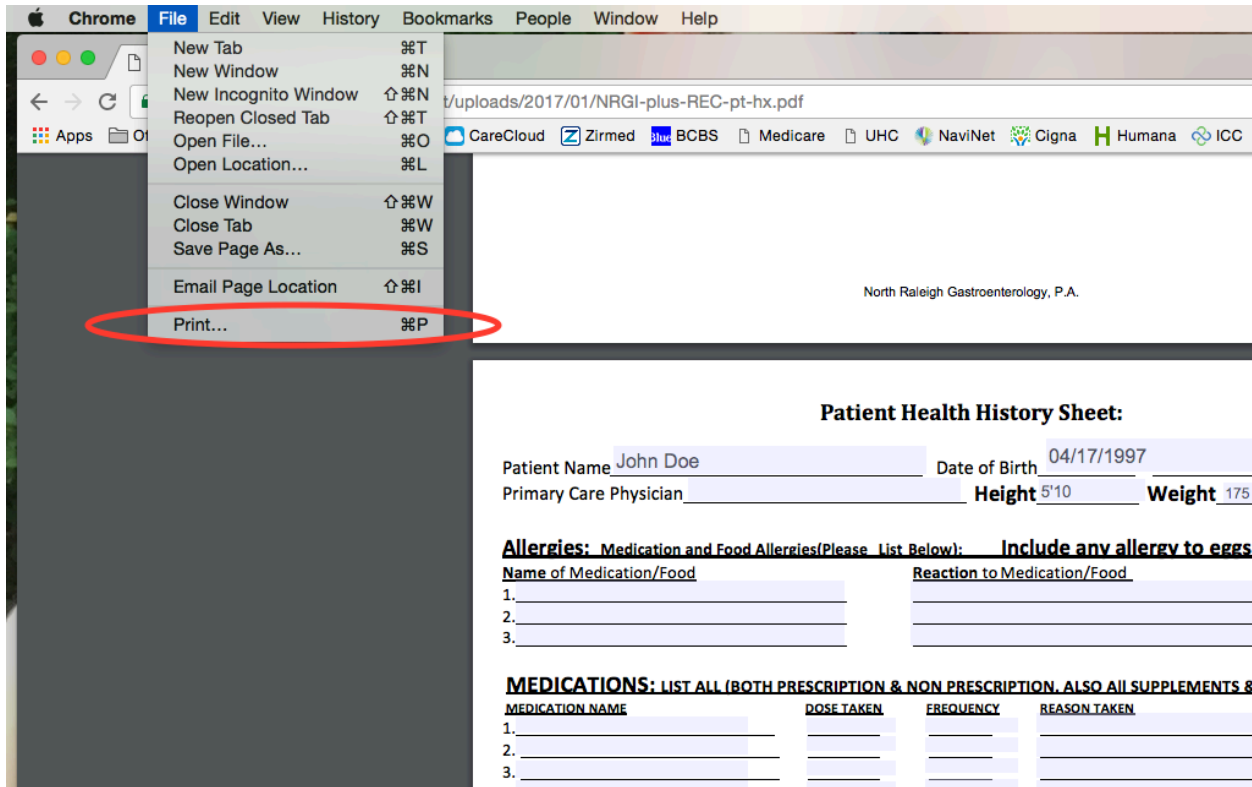 Chrome File Edit View History Bookmarks People Window Help
New Tab ⌘T
New Window ⌘N
New Incognito Window ⇧⌘N
Reopen Closed Tab ⇧⌘T
Open File... ⌘O
Open Location... ⌘L
Close Window ⇧⌘W
Close Tab ⌘W
Save Page As... ⌘S
Email Page Location ⇧⌘I
Print... ⌘P
t/uploads/2017/01/NRGI-plus-REC-pt-hx.pdf
Apps Ot CareCloud Zirmed Blue BCBS Medicare UHC NaviNet Cigna H Humana ICC
North Raleigh Gastroenterology, P.A.
Patient Health History Sheet:
Patient Name John Doe Date of Birth 04/17/1997
Primary Care Physician Height 5'10 Weight 175
Allergies: Medication and Food Allergies(Please List Below): Include any allergy to eggs
Name of Medication/Food Reaction to Medication/Food
1.
2.
3.
MEDICATIONS: LIST ALL (BOTH PRESCRIPTION & NON PRESCRIPTION. ALSO All SUPPLEMENTS &
MEDICATION NAME DOSE TAKEN FREQUENCY REASON TAKEN
1.
2.
3.